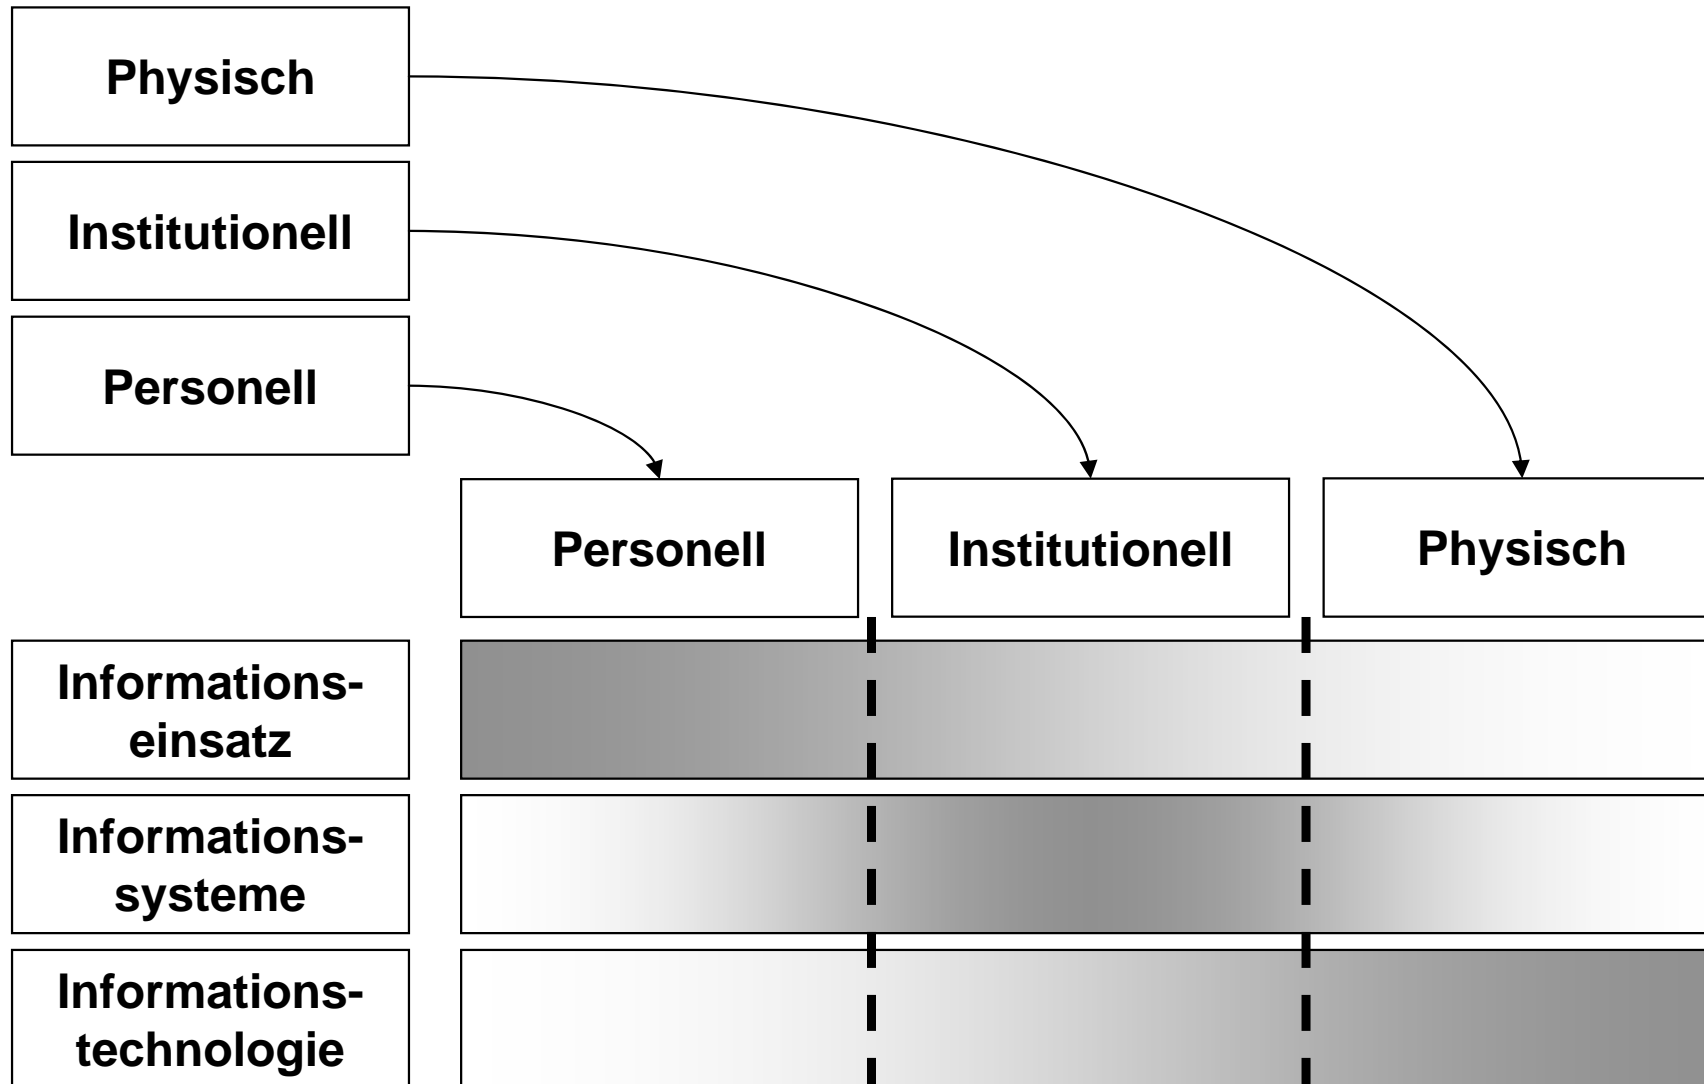 Physisch
Institutionell
Personell
Personell
Institutionell
Physisch
Informations-
einsatz
Informations-
systeme
Informations-
technologie